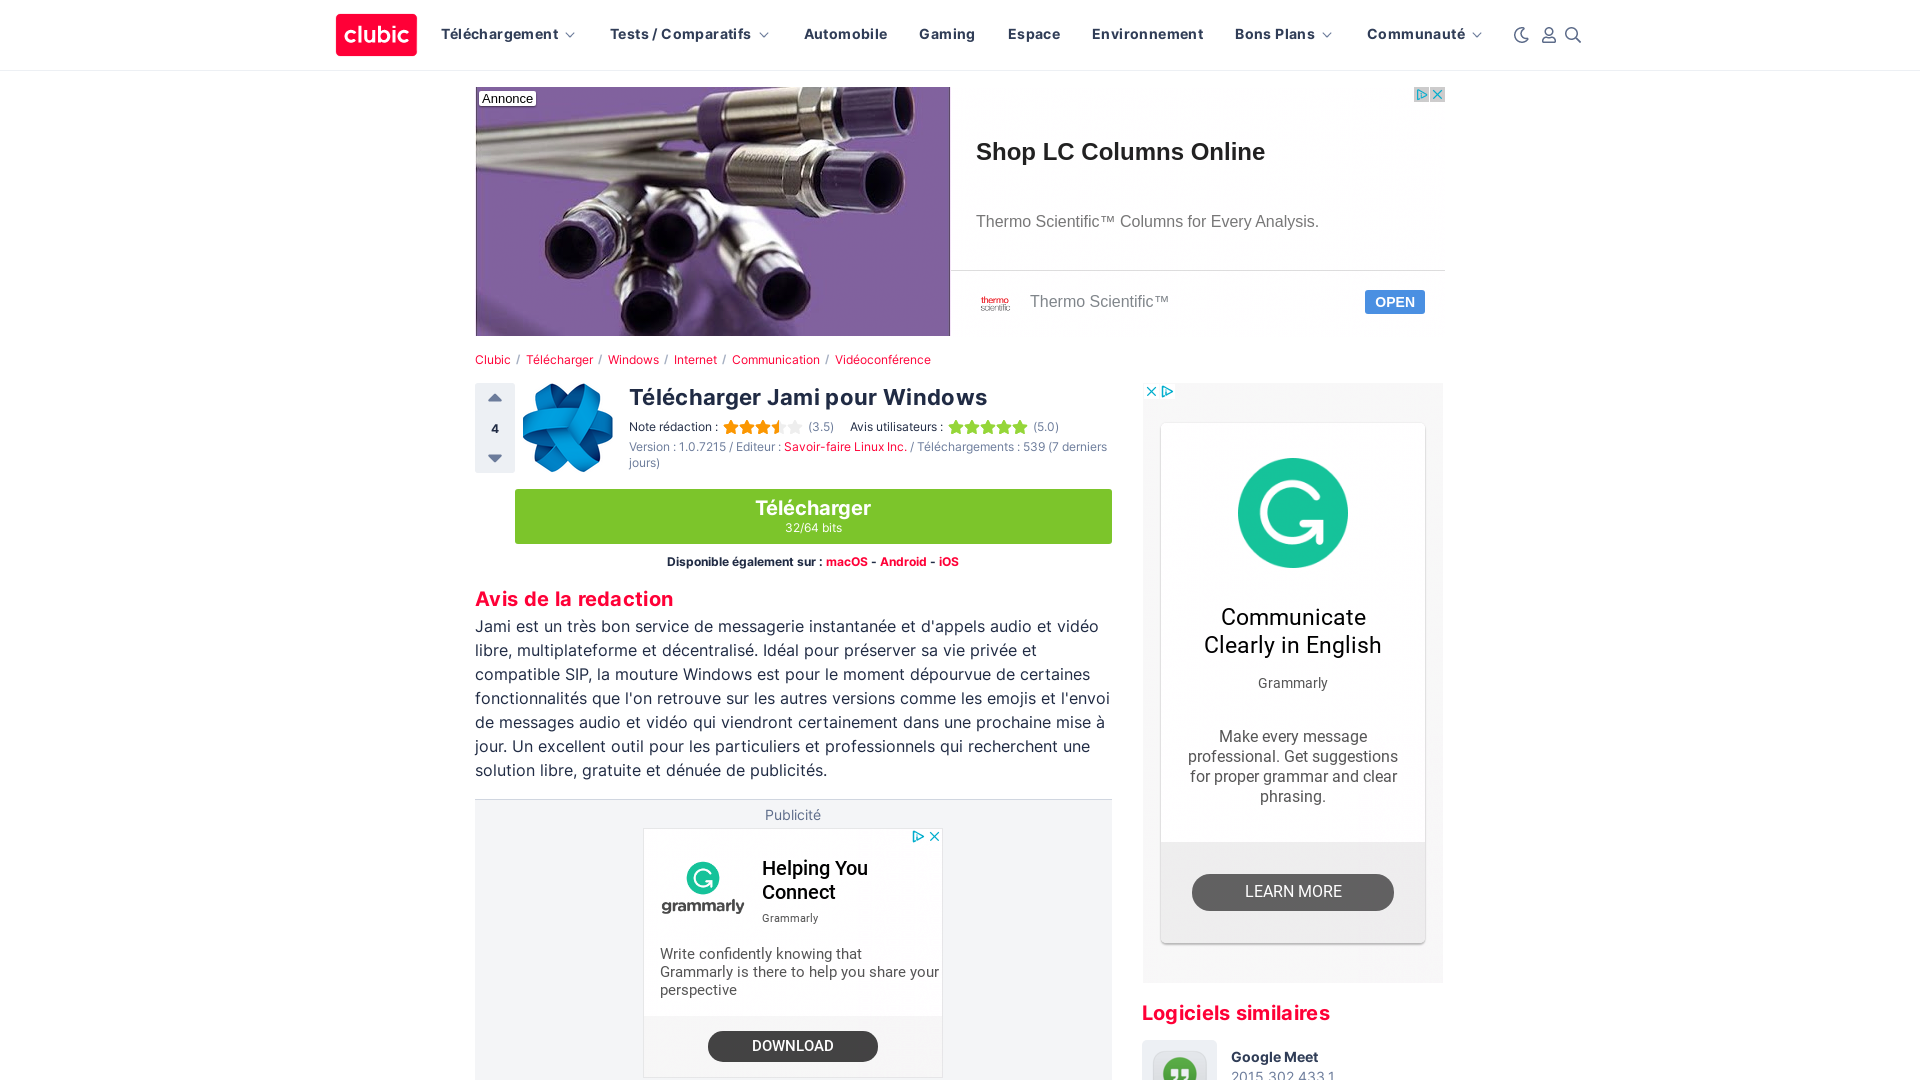 clubic
Téléchargement
Tests / Comparatifs
Automobile
Gaming
Espace
Environnement
Bons Plans
Communauté
Annonce
ACCUCORE
Shop LC Columns Online
Thermo Scientific™ Columns for Every Analysis.
thermo
scientific
Thermo Scientific™
OPEN
Clubic / Télécharger / Windows / Internet / Communication / Vidéoconférence
4
Télécharger Jami pour Windows
Note rédaction : (3.5) Avis utilisateurs : (5.0)
Version : 1.0.7215 / Editeur : Savoir-faire Linux Inc. / Téléchargements : 539 (7 derniers
jours)
Télécharger
32/64 bits
Disponible également sur : macOS - Android - iOS
Avis de la redaction
Jami est un très bon service de messagerie instantanée et d'appels audio et vidéo
libre, multiplateforme et décentralisé. Idéal pour préserver sa vie privée et
compatible SIP, la mouture Windows est pour le moment dépourvue de certaines
fonctionnalités que l'on retrouve sur les autres versions comme les emojis et l'envoi
de messages audio et vidéo qui viendront certainement dans une prochaine mise à
jour. Un excellent outil pour les particuliers et professionnels qui recherchent une
solution libre, gratuite et dénuée de publicités.
Publicité
grammarly
Helping You
Connect
Grammarly
Write confidently knowing that
Grammarly is there to help you share your
perspective
DOWNLOAD
Communicate
Clearly in English
Grammarly
Make every message
professional. Get suggestions
for proper grammar and clear
phrasing.
LEARN MORE
Logiciels similaires
Google Meet
2015.302.433.1